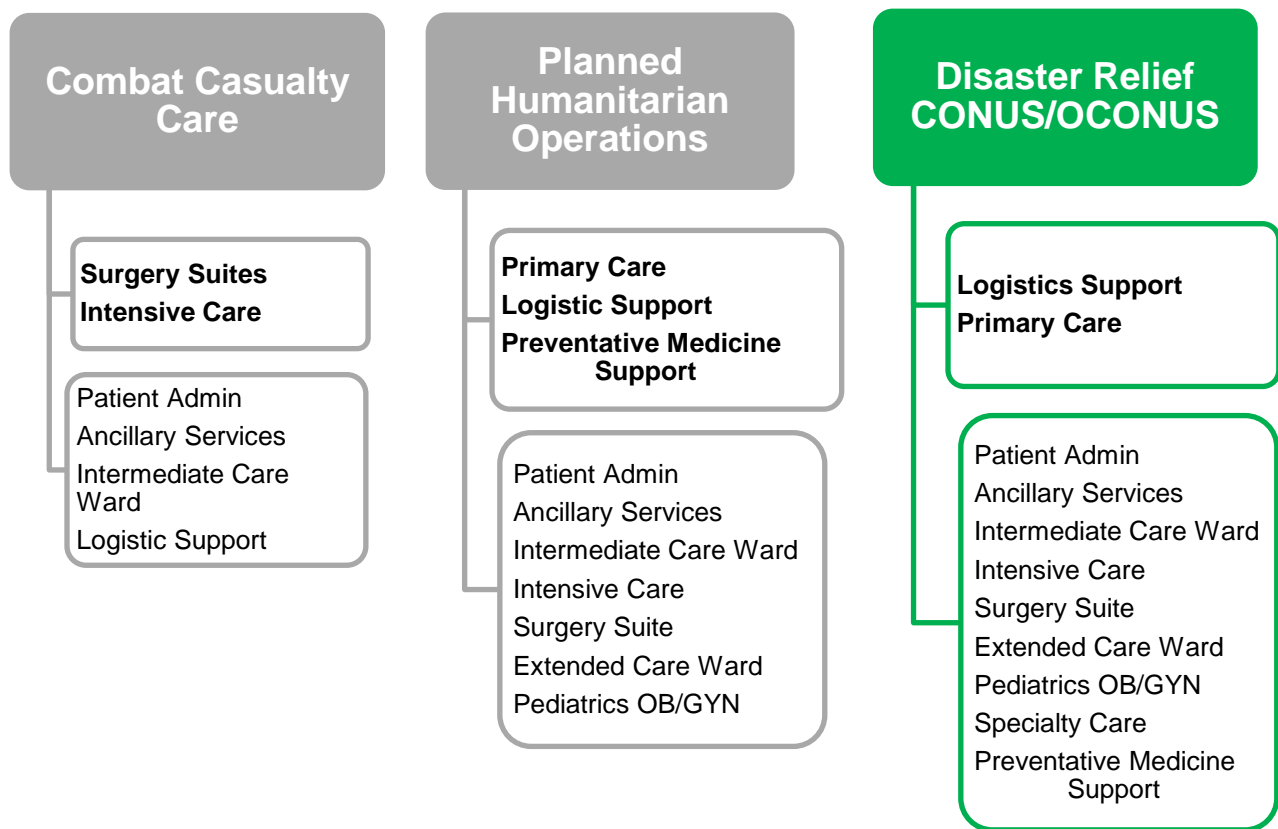 Combat Casualty
Care
Surgery Suites
Intensive Care
Patient Admin
Ancillary Services
Intermediate Care
Ward
Logistic Support
Planned
Humanitarian
Operations
Primary Care
Logistic Support
Preventative Medicine
Support
Patient Admin
Ancillary Services
Intermediate Care Ward
Intensive Care
Surgery Suite
Extended Care Ward
Pediatrics OB/GYN
Disaster Relief
CONUS/OCONUS
Logistics Support
Primary Care
Patient Admin
Ancillary Services
Intermediate Care Ward
Intensive Care
Surgery Suite
Extended Care Ward
Pediatrics OB/GYN
Specialty Care
Preventative Medicine
Support